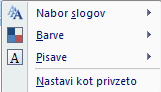 Nabor slogov
Barve
Pisave
Nastavi kot privzeto